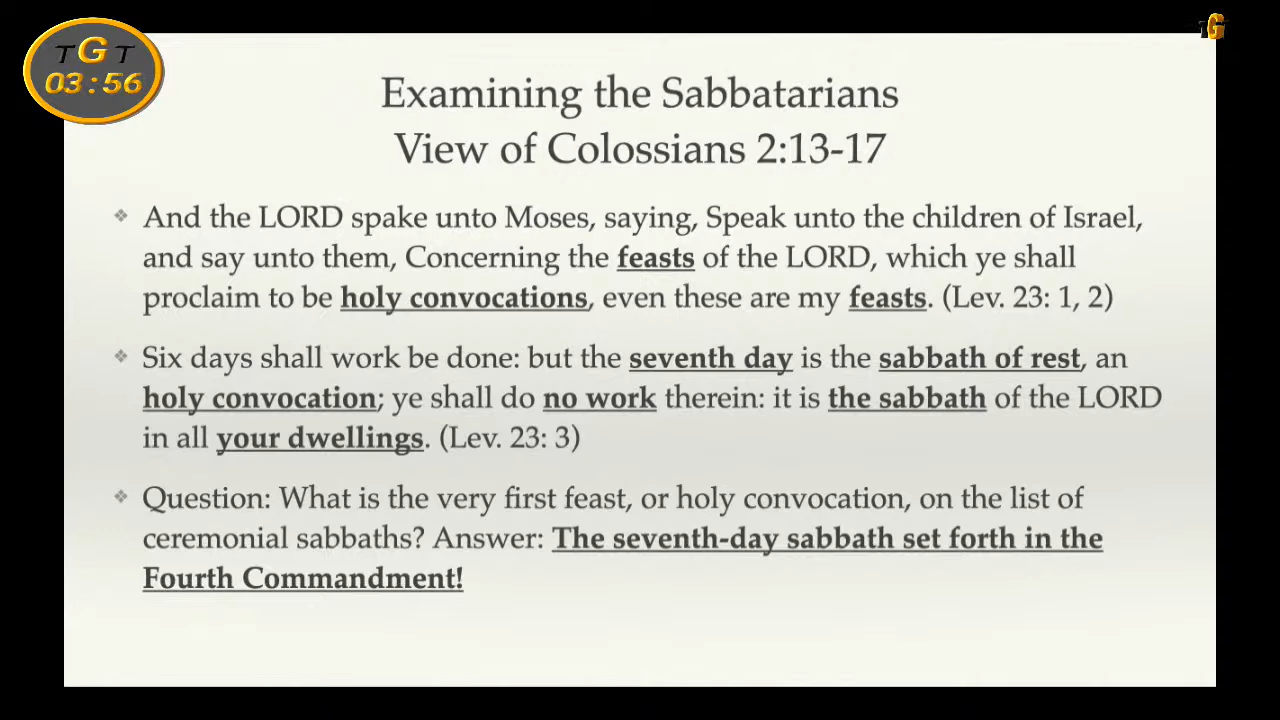 TGT
03:56
TGT
Examining the Sabbatarians
View of Colossians 2:13-17
❖ And the LORD spake unto Moses, saying, Speak unto the children of Israel,
and say unto them, Concerning the feasts of the LORD, which ye shall
proclaim to be holy convocations, even these are my feasts. (Lev. 23: 1, 2)
❖ Six days shall work be done: but the seventh day is the sabbath of rest, an
holy convocation; ye shall do no work therein: it is the sabbath of the LORD
in all your dwellings. (Lev. 23: 3)
❖ Question: What is the very first feast, or holy convocation, on the list of
ceremonial sabbaths? Answer: The seventh-day sabbath set forth in the
Fourth Commandment!